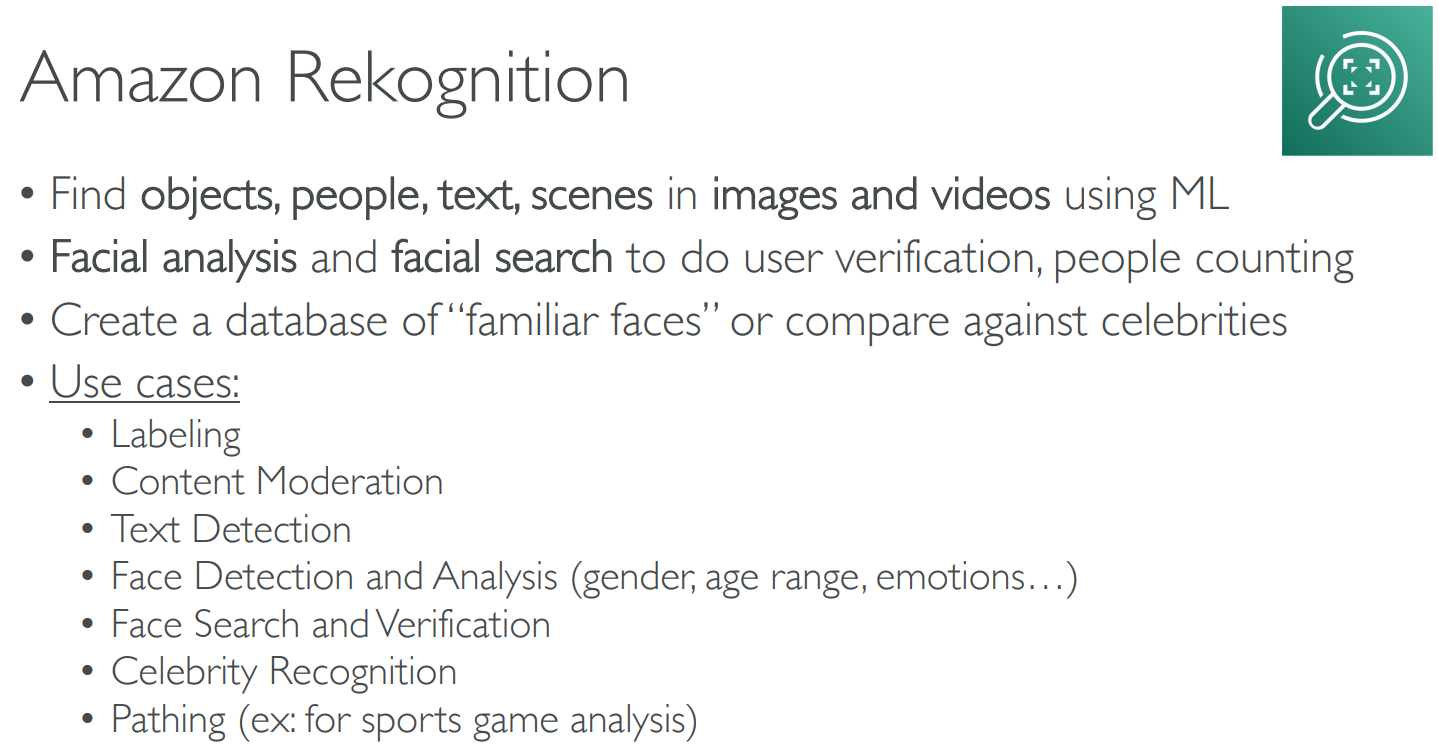 Amazon Rekognition
• Find objects, people, text, scenes in images and videos using ML
• Facial analysis and facial search to do user verification, people counting
• Create a database of “familiar faces” or compare against celebrities
• Use cases:
• Labeling
• Content Moderation
• Text Detection
• Face Detection and Analysis (gender, age range, emotions…)
• Face Search and Verification
• Celebrity Recognition
• Pathing (ex: for sports game analysis)